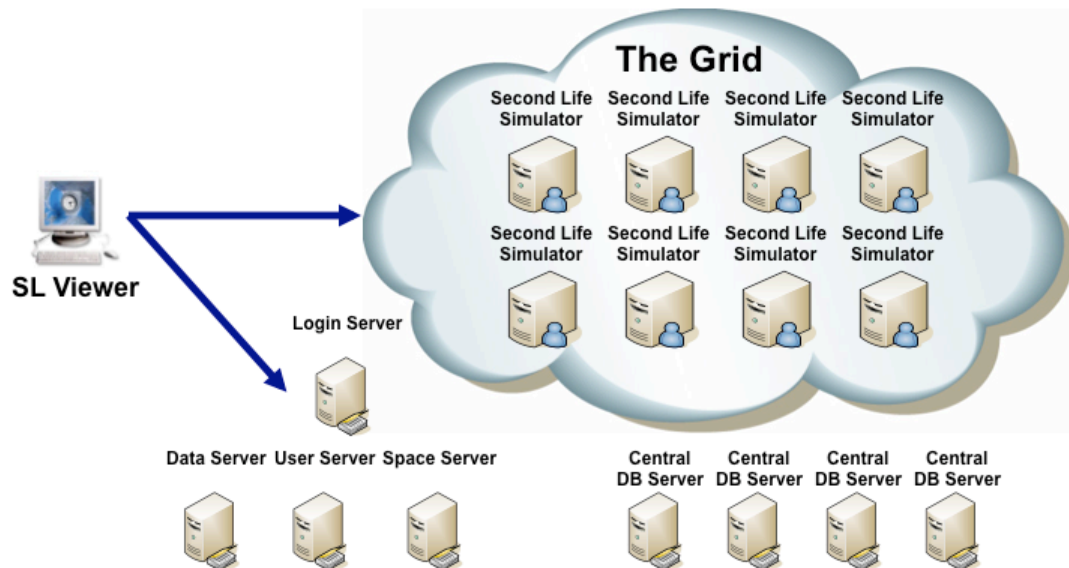 The Grid
Second Life Second Life Second Life Second Life
Simulator Simulator Simulator Simulator
Second Life Second Life Second Life Second Life
Simulator Simulator Simulator Simulator
SL Viewer
Login Server
Data Server User Server Space Server
Central Central Central Central
DB Server DB Server DB Server DB Server